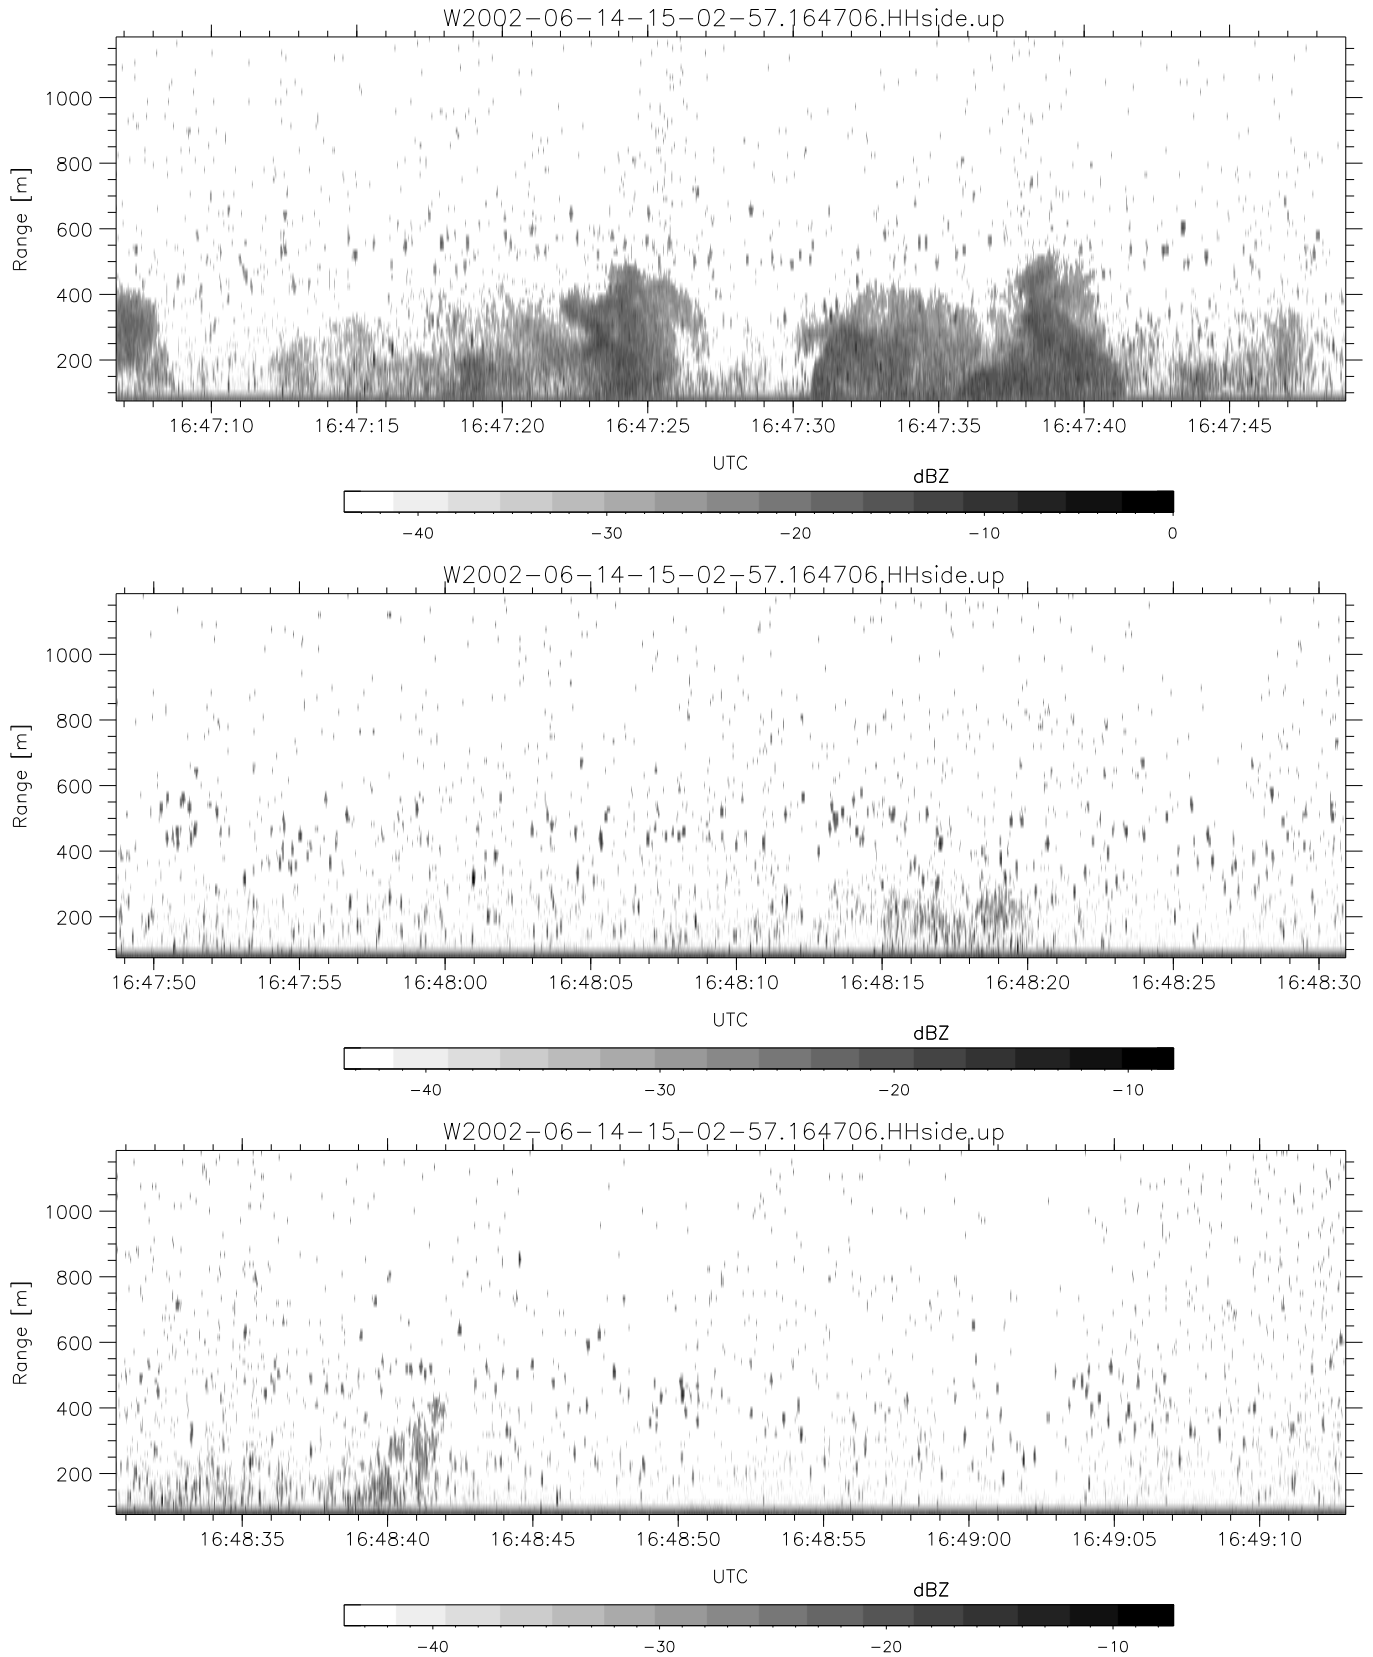 W2002-06-14-15-02-57.164706.HHside.up
1000
800
600
400
200
Range [m]
16:47:10 16:47:15 16:47:20 16:47:25 16:47:30 16:47:35 16:47:40 16:47:45
UTC
dBZ
-40 -30 -20 -10 0
W2002-06-14-15-02-57.164706.HHside.up
1000
800
600
400
200
Range [m]
16:47:50 16:47:55 16:48:00 16:48:05 16:48:10 16:48:15 16:48:20 16:48:25 16:48:30
UTC
dBZ
-40 -30 -20 -10
W2002-06-14-15-02-57.164706.HHside.up
1000
800
600
400
200
Range [m]
16:48:35 16:48:40 16:48:45 16:48:50 16:48:55 16:49:00 16:49:05 16:49:10
UTC
dBZ
-40 -30 -20 -10